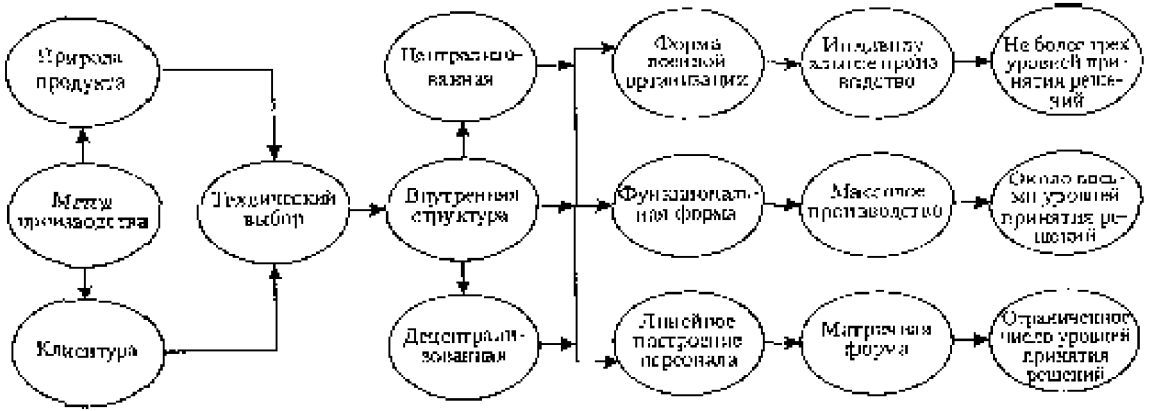 Природа
продукта
Метод
производства
Клиентура
Технический
выбор
Централизо-
ванная
Внутренняя
структура
Децентрали-
зованная
Форма
военной
организации
Функциональ-
ная форма
Линейное
построение
персонала
Индивиду
альное произ
водство
Массовое
производство
Матричная
форма
Не более трех
уровней при
нятия реше-
ний
Около вось-
ми уровней
принятия ре-
шений
Ограниченное
число уровней
принятия
решений